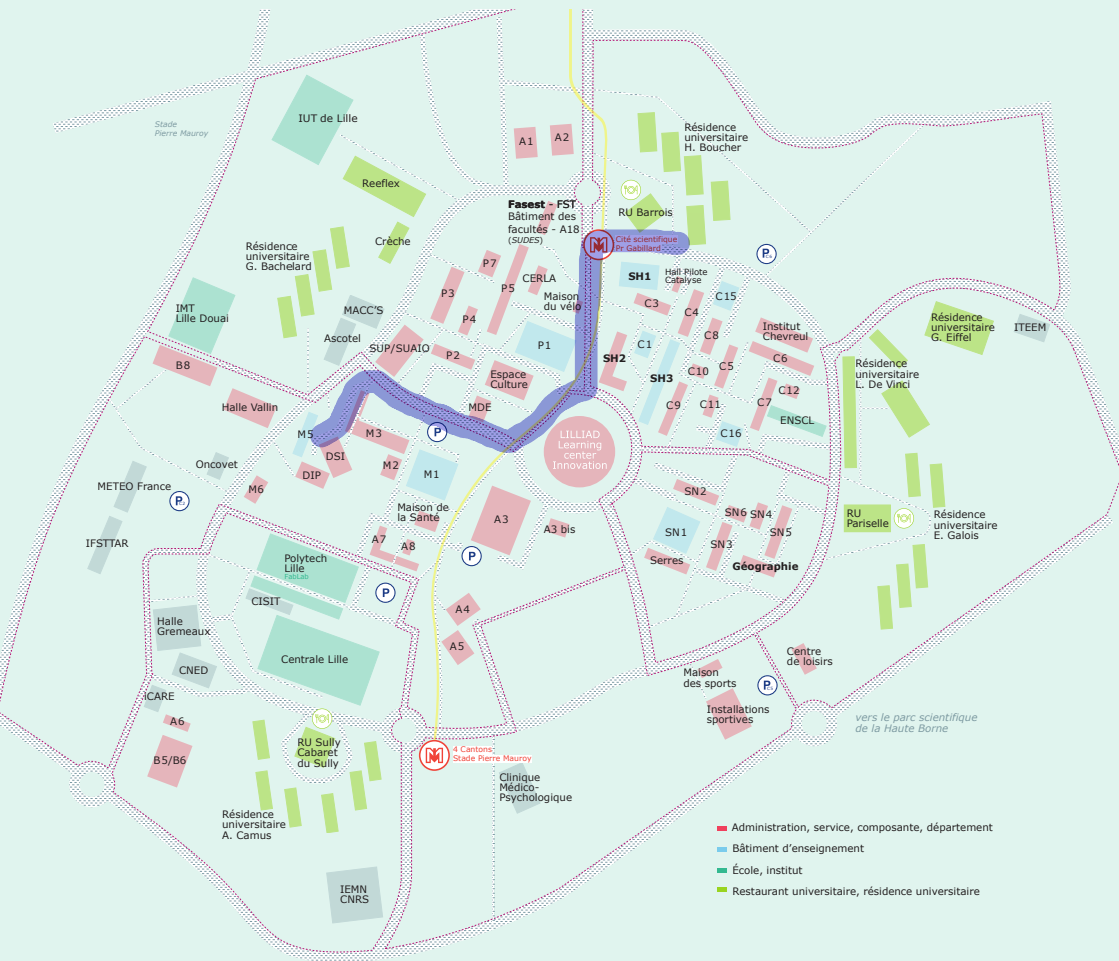 Stade
Pierre Mauroy
IUT de Lille
A1
A2
Résidence
universitaire
H. Boucher
Reeflex
Fasest - FST
Bâtiment des
facultés - A18
(SUDES)
RU Barrois
Crèche
Cité scientifique
Pr Gabillard
Résidence
universitaire
G. Bachelard
P7
CERLA
SH1
Hall Pilote
Catalyse
P
P3
P5
Maison
du vélo
C3
C15
IMT
Lille Douai
MACC'S
P4
C4
Institut
Chevreul
Résidence
universitaire
G. Eiffel
ITEEM
Ascotel
SUP/SUAIO
P2
P1
SH2
C1
C8
C6
B8
Espace
Culture
SH3
C10
C5
Résidence
universitaire
L. De Vinci
C12
Halle Vallin
MDE
C9
C11
C7
ENSCL
M5
M3
P
LILLIAD
Learning
center
Innovation
C16
DSI
Oncovet
DIP
M2
M1
METEO France
M6
SN2
P
Maison de
la Santé
A3
A3 bis
SN1
SN6
SN4
SN5
RU
Pariselle
Résidence
universitaire
E. Galois
IFSTTAR
A7
A8
P
SN3
Serres
Géographie
Polytech
Lille
FabLab
P
CISIT
A4
Halle
Gremeaux
A5
Centrale Lille
CNED
Centre
de loisirs
Maison
des sports
P
ICARE
Installations
sportives
A6
vers le parc scientifique
de la Haute Borne
RU Sully
Cabaret
du Sully
4 Cantons
Stade Pierre Mauroy
B5/B6
Clinique
Médico-
Psychologique
Résidence
universitaire
A. Camus
Administration, service, composante, département
Bâtiment d'enseignement
École, institut
Restaurant universitaire, résidence universitaire
IEMN
CNRS